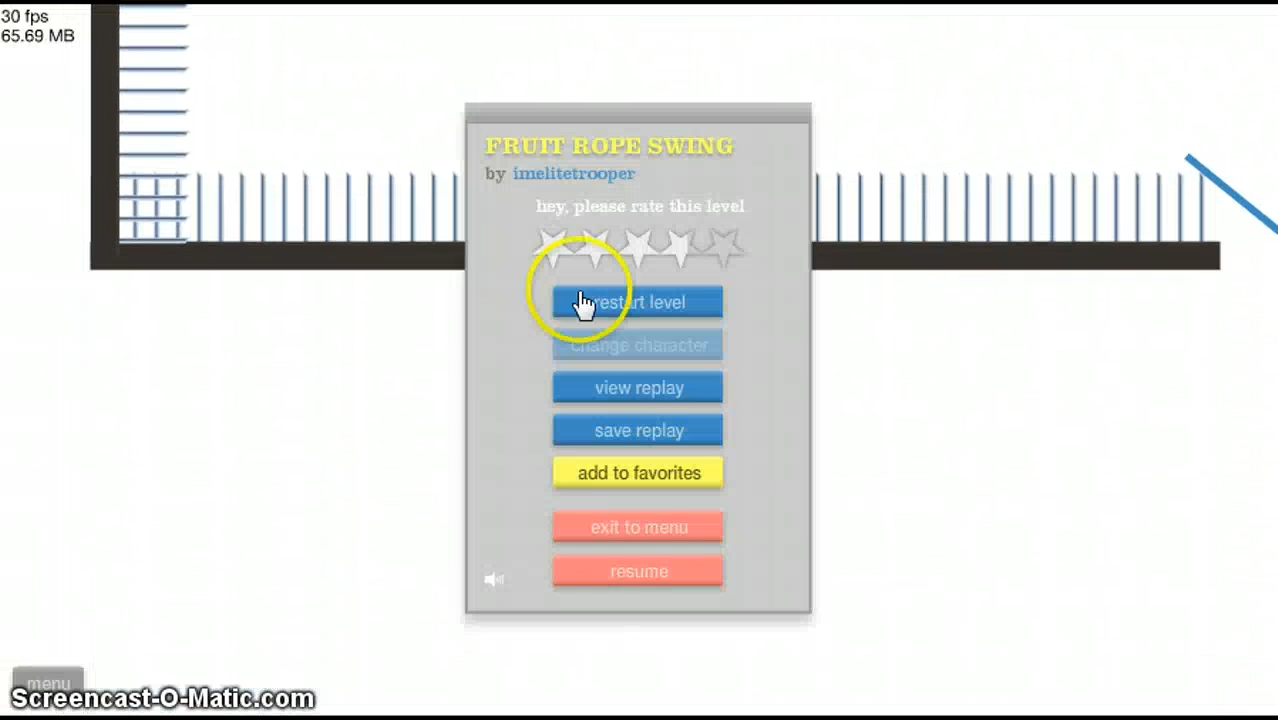 30 fps
65.69 MB
FRUIT ROPE SWING
by imelitetrooper
hey, please rate this level
restart level
change character
view replay
save replay
add to favorites
exit to menu
resume
menu
Screencast-O-Matic.com